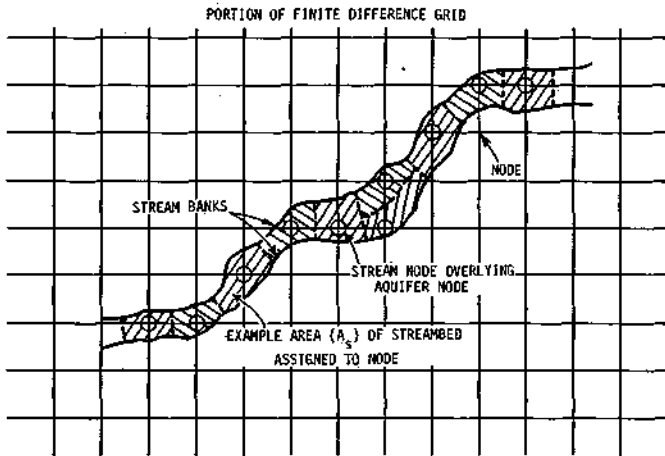 PORTION OF FINITE DIFFERENCE GRID
NODE
STREAM BANKS
STREAM NODE OVERLYING
AQUIFER NODE
EXAMPLE AREA (A_s) OF STREAMBED
ASSIGNED TO NODE